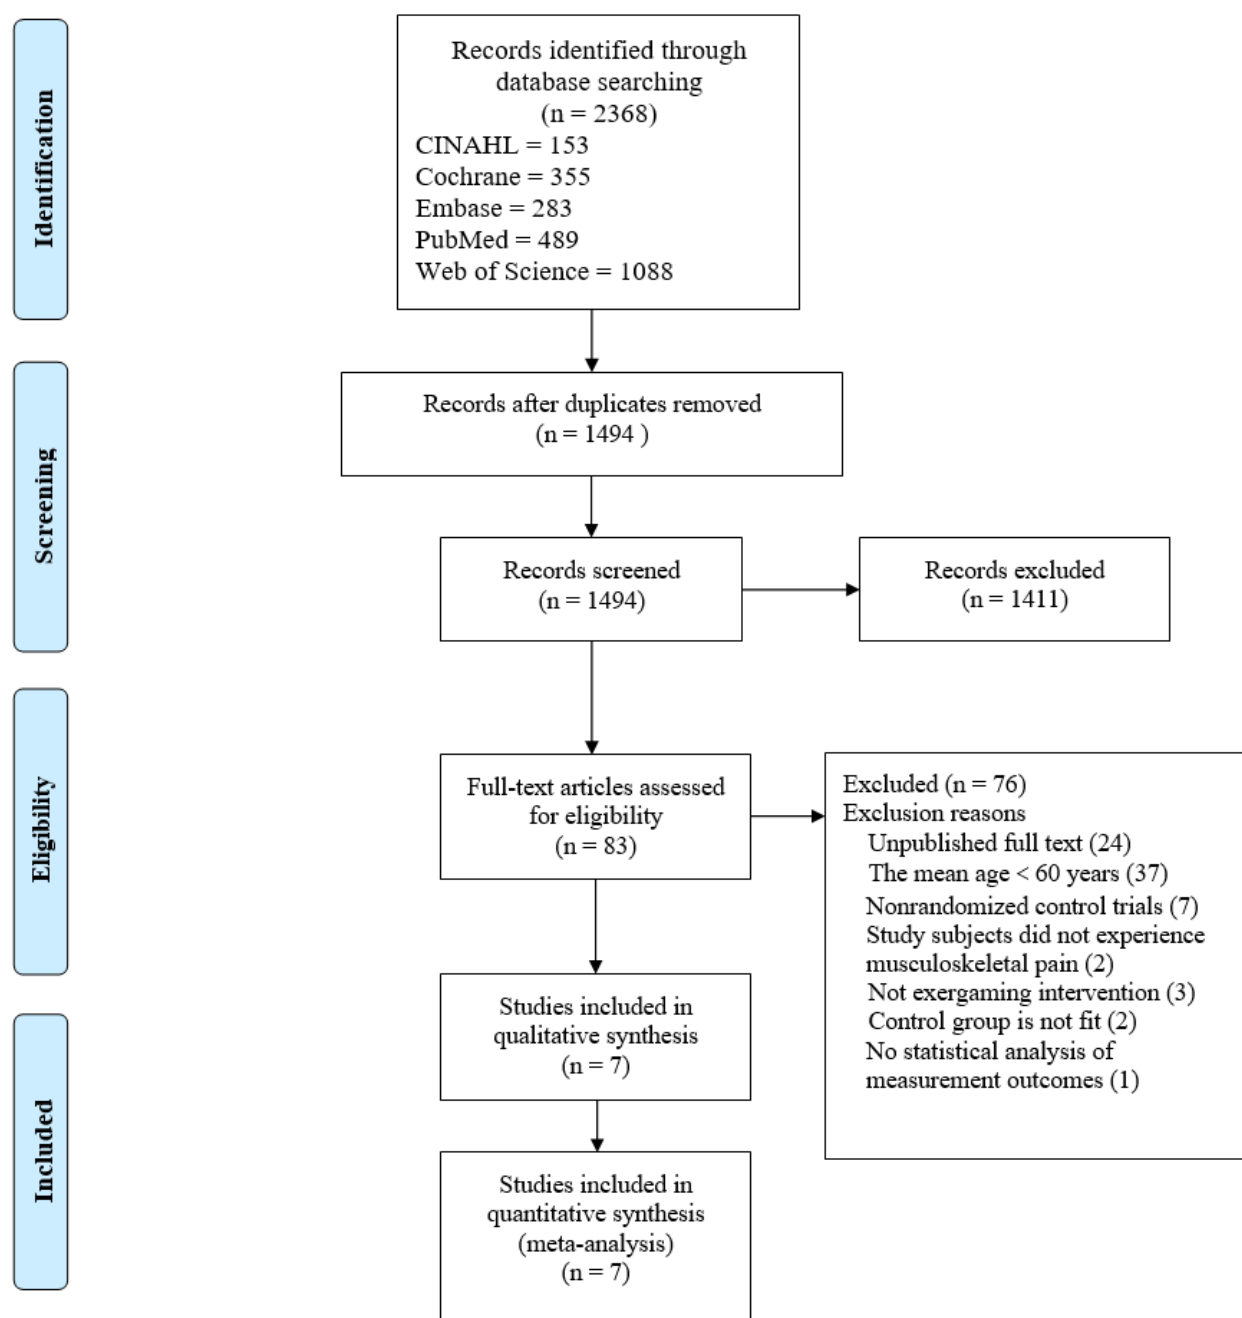 Identification
Records identified through
database searching
(n = 2368)
CINAHL = 153
Cochrane = 355
Embase = 283
PubMed = 489
Web of Science = 1088
Screening
Records after duplicates removed
(n = 1494 )
Records screened
(n = 1494)
Records excluded
(n = 1411)
Eligibility
Full-text articles assessed
for eligibility
(n = 83)
Excluded (n = 76)
Exclusion reasons
Unpublished full text (24)
The mean age < 60 years (37)
Nonrandomized control trials (7)
Study subjects did not experience
musculoskeletal pain (2)
Not exergaming intervention (3)
Control group is not fit (2)
No statistical analysis of
measurement outcomes (1)
Included
Studies included in
qualitative synthesis
(n = 7)
Studies included in
quantitative synthesis
(meta-analysis)
(n = 7)